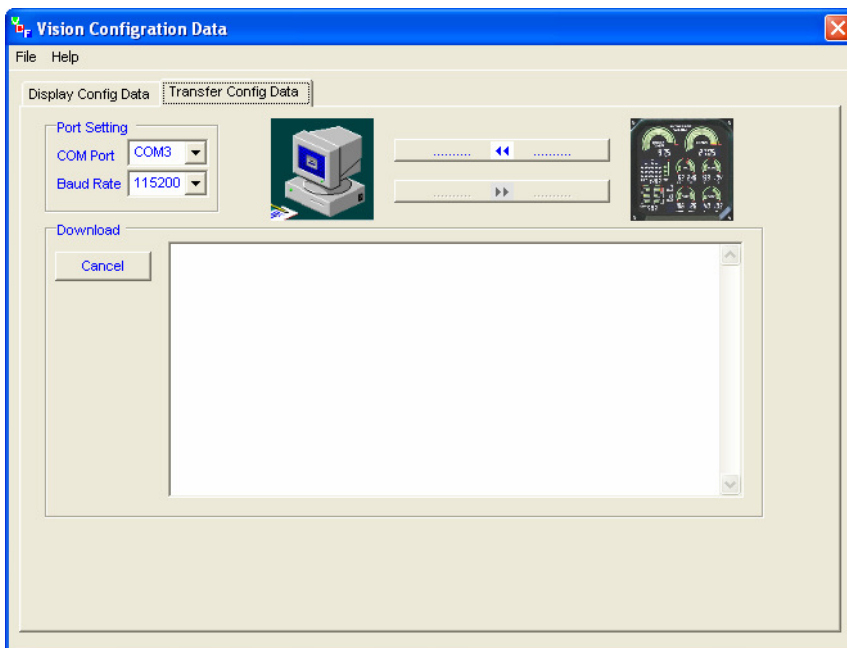 Vision Configration Data
File Help
Display Config Data Transfer Config Data
Port Setting
COM Port COM3
Baud Rate 115200
.......... ..........
.......... ..........
Download
Cancel